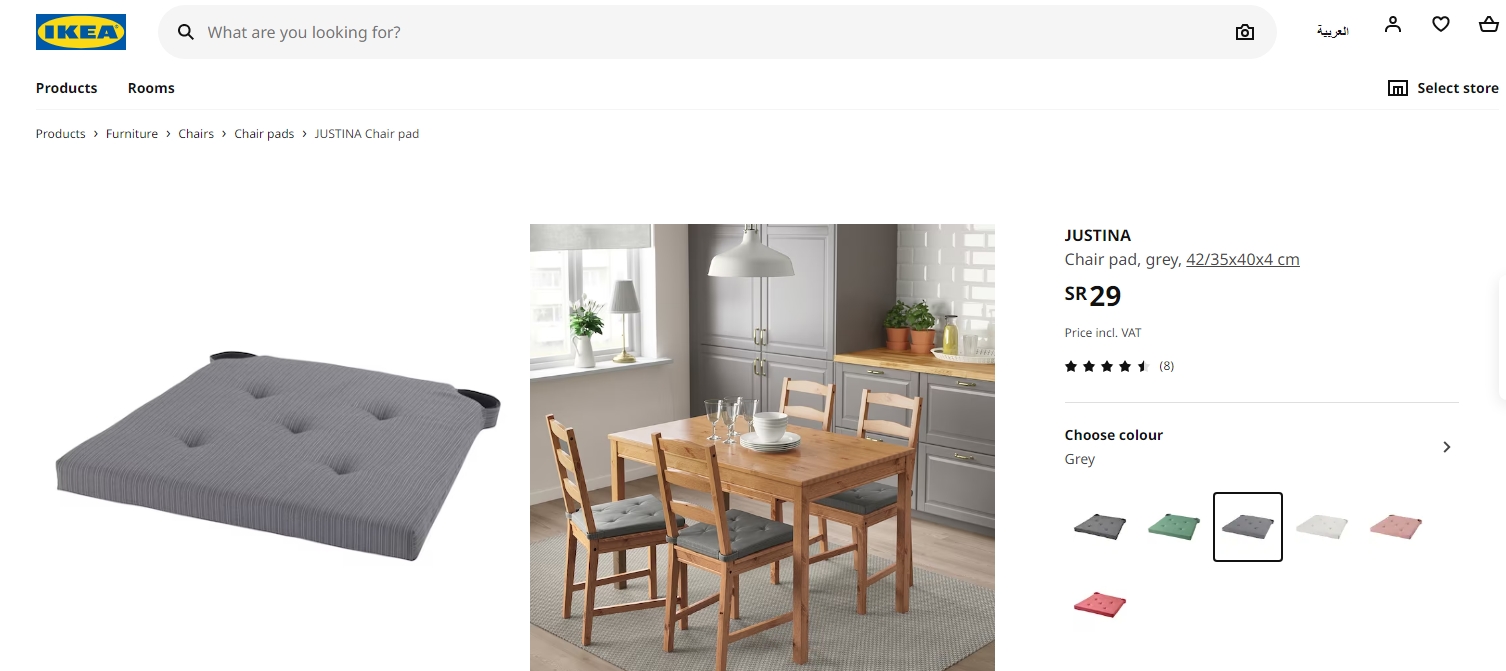 IKEA
What are you looking for?
العربية
Products Rooms
Select store
Products › Furniture › Chairs › Chair pads › JUSTINA Chair pad
JUSTINA
Chair pad, grey, 42/35x40x4 cm
SR 29
Price incl. VAT
(8)
Choose colour
Grey